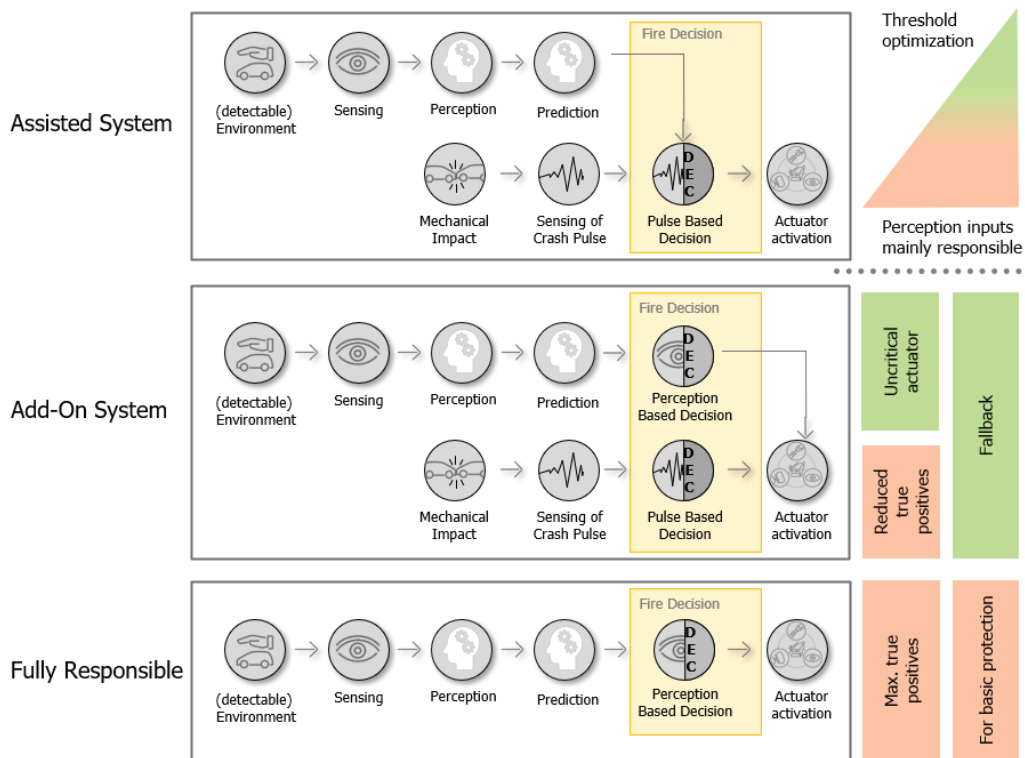 Assisted System
Fire Decision
(detectable)
Environment
Sensing
Perception
Prediction
Mechanical
Impact
Sensing of
Crash Pulse
D
E
C
Pulse Based
Decision
Actuator
activation
Threshold
optimization
Perception inputs
mainly responsible
Add-On System
Fire Decision
(detectable)
Environment
Sensing
Perception
Prediction
D
E
C
Perception
Based Decision
Mechanical
Impact
Sensing of
Crash Pulse
D
E
C
Pulse Based
Decision
Actuator
activation
Uncritical
actuator
Reduced
true
positives
Fallback
Fully Responsible
Fire Decision
(detectable)
Environment
Sensing
Perception
Prediction
D
E
C
Perception
Based Decision
Actuator
activation
Max. true
positives
For basic protection